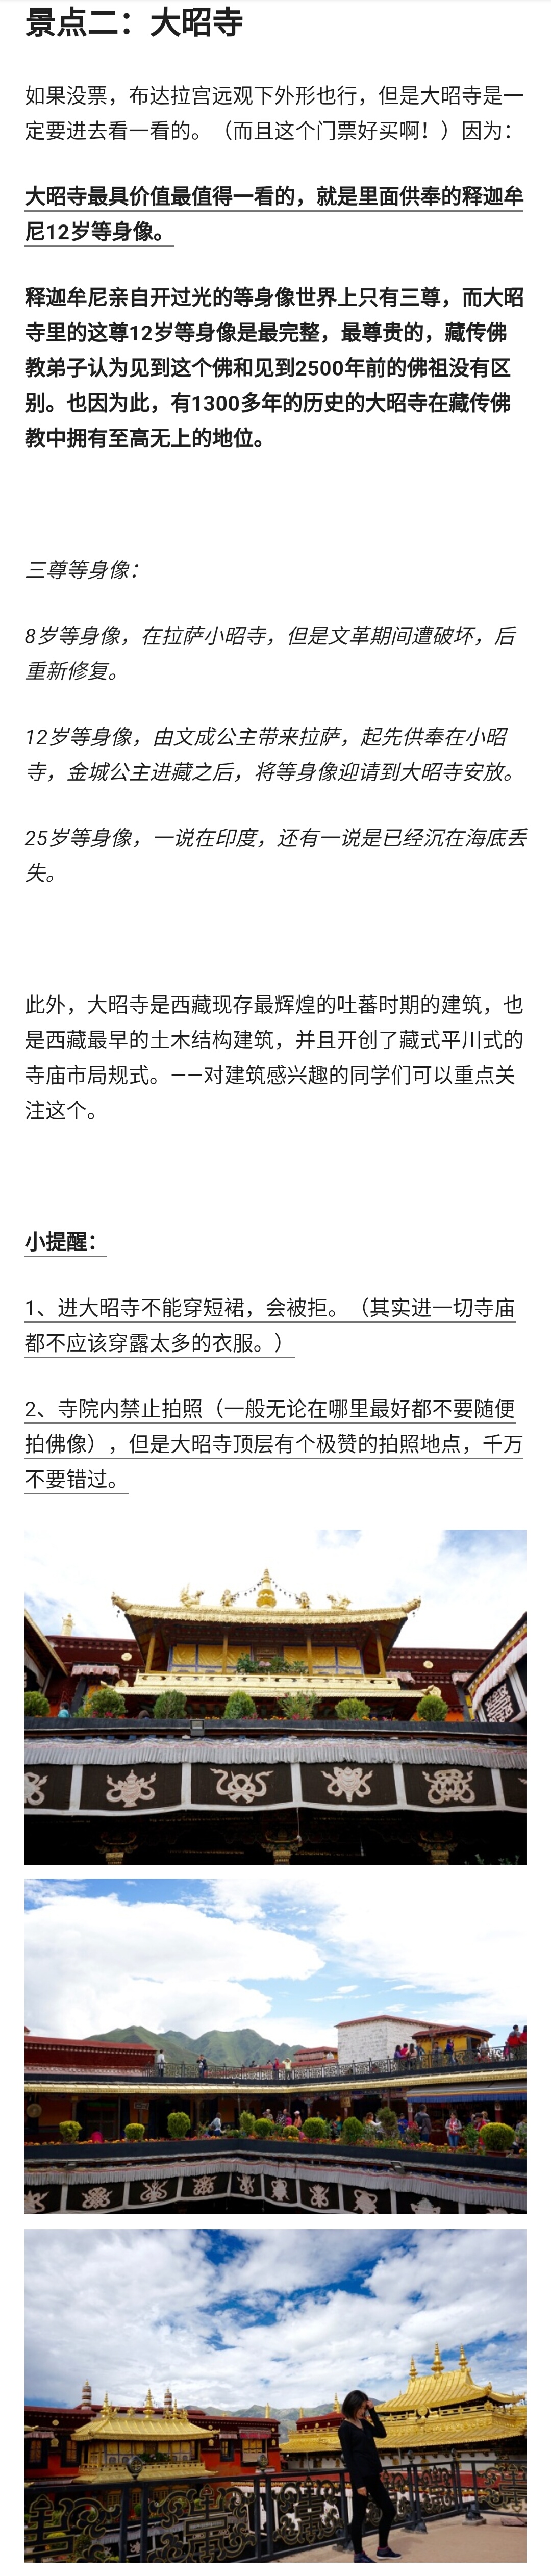 景点二：大昭寺
如果没票，布达拉宫远观下外形也行，但是大昭寺是一
定要进去看一看的。（而且这个门票好买啊！）因为：
大昭寺最具价值最值得一看的，就是里面供奉的释迦牟
尼12岁等身像。
释迦牟尼亲自开过光的等身像世界上只有三尊，而大昭
寺里的这尊12岁等身像是最完整，最尊贵的，藏传佛
教弟子认为见到这个佛和见到2500年前的佛祖没有区
别。也因为此，有1300多年的历史的大昭寺在藏传佛
教中拥有至高无上的地位。
三尊等身像：
8岁等身像，在拉萨小昭寺，但是文革期间遭破坏，后
重新修复。
12岁等身像，由文成公主带来拉萨，起先供奉在小昭
寺，金城公主进藏之后，将等身像迎请到大昭寺安放。
25岁等身像，一说在印度，还有一说是已经沉在海底丢
失。
此外，大昭寺是西藏现存最辉煌的吐蕃时期的建筑，也
是西藏最早的土木结构建筑，并且开创了藏式平川式的
寺庙市局规式。——对建筑感兴趣的同学们可以重点关
注这个。
小提醒：
1、进大昭寺不能穿短裙，会被拒。（其实进一切寺庙
都不应该穿露太多的衣服。）
2、寺院内禁止拍照（一般无论在哪里最好都不要随便
拍佛像），但是大昭寺顶层有个极赞的拍照地点，千万
不要错过。